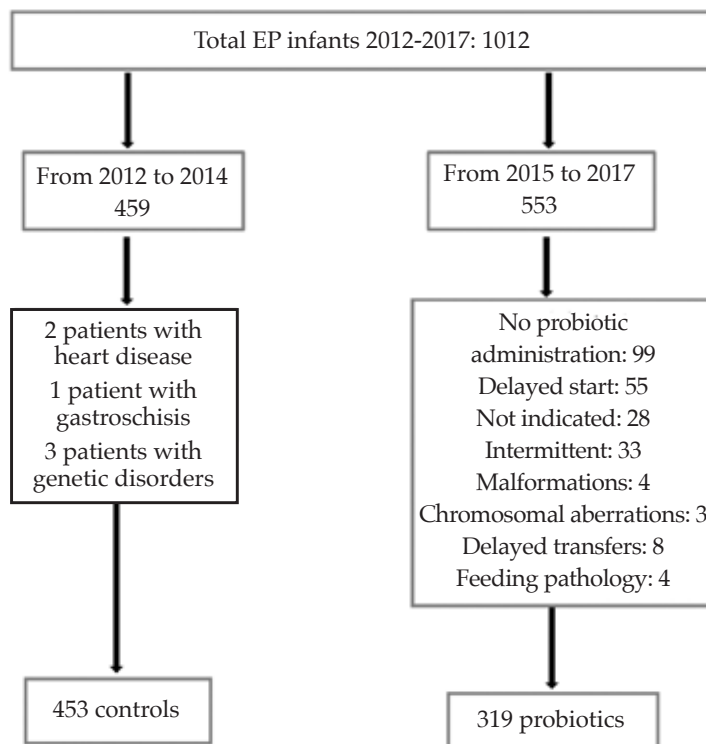 Total EP infants 2012-2017: 1012
From 2012 to 2014
459
From 2015 to 2017
553
2 patients with
heart disease
1 patient with
gastroschisis
3 patients with
genetic disorders
No probiotic
administration: 99
Delayed start: 55
Not indicated: 28
Intermittent: 33
Malformations: 4
Chromosomal aberrations: 3
Delayed transfers: 8
Feeding pathology: 4
453 controls
319 probiotics